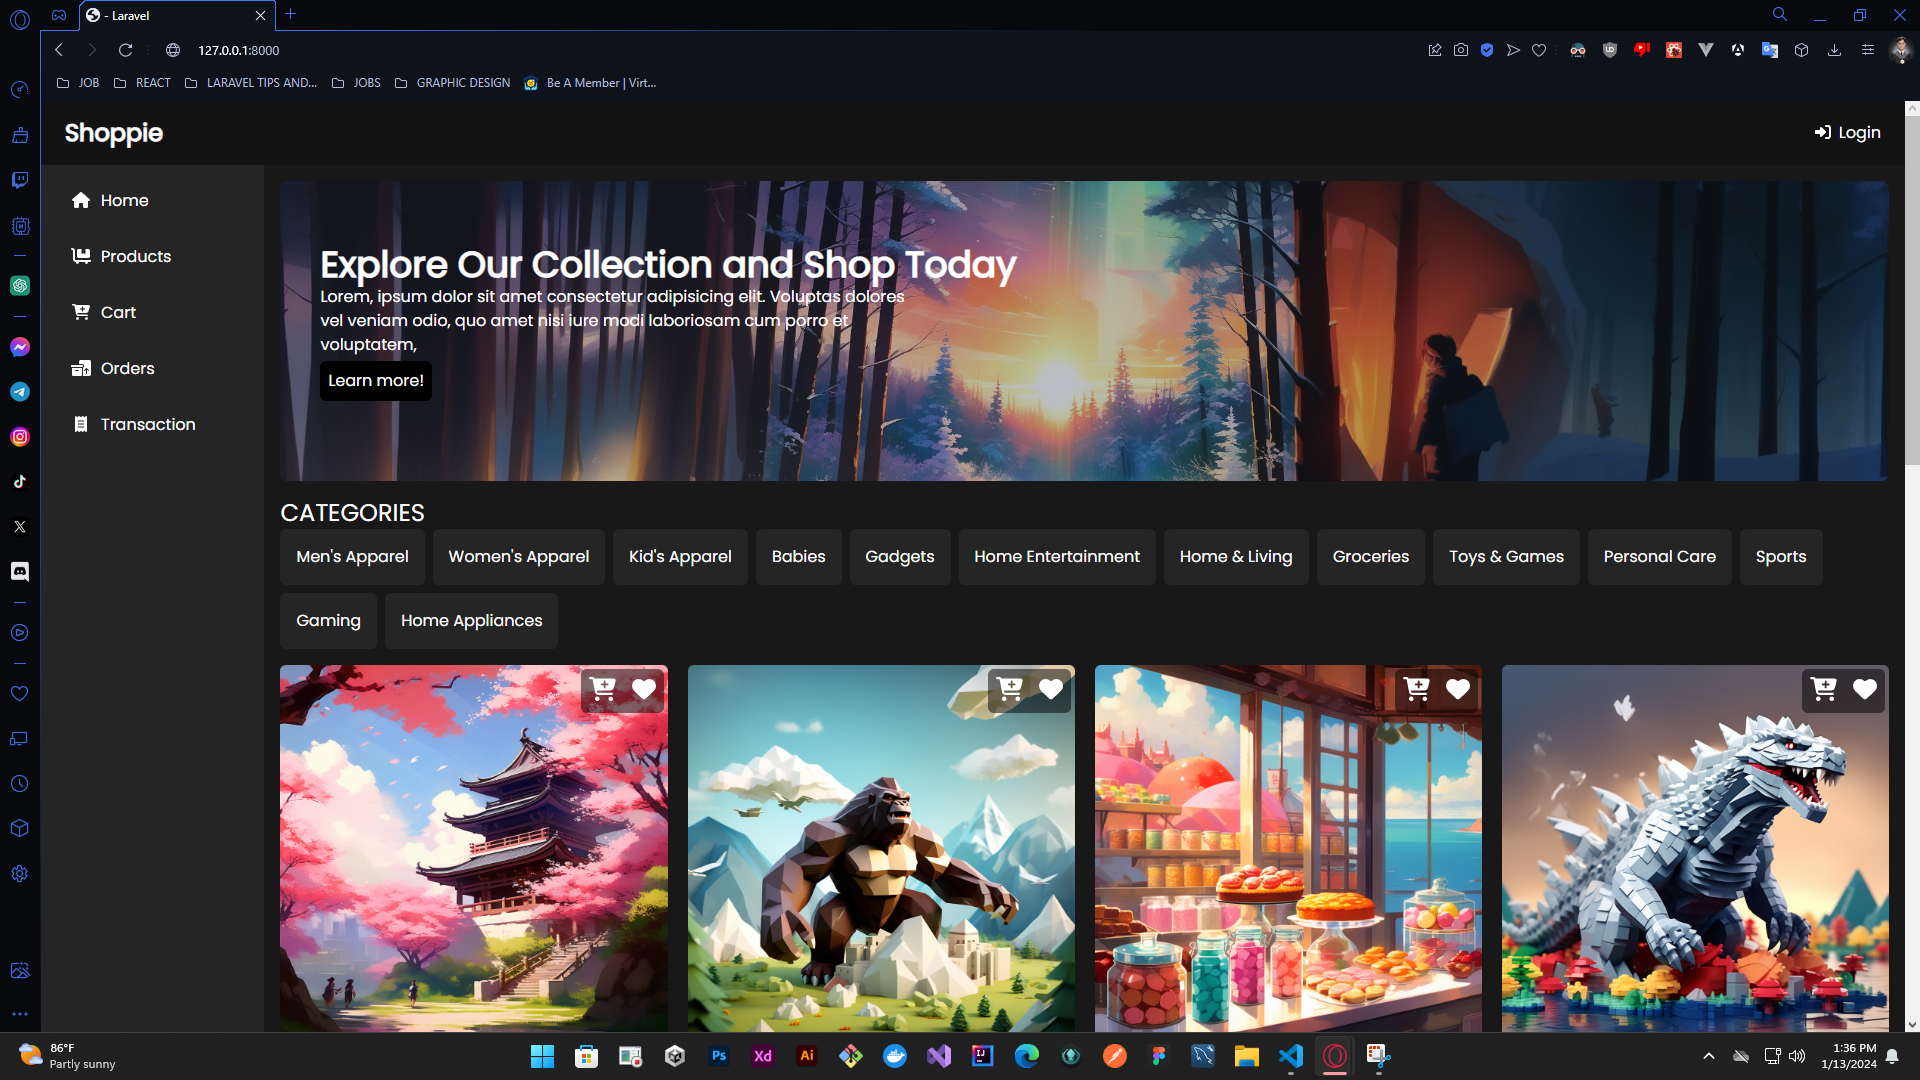 - Laravel
127.0.0.1:8000
JOB
REACT
LARAVEL TIPS AND...
JOBS
GRAPHIC DESIGN
Be A Member | Virt...
Shoppie
Login
Home
Products
Cart
Orders
Transaction
Explore Our Collection and Shop Today
Lorem, ipsum dolor sit amet consectetur adipisicing elit. Voluptas dolores
vel veniam odio, quo amet nisi iure modi laboriosam cum porro et
voluptatem,
Learn more!
CATEGORIES
Men's Apparel
Women's Apparel
Kid's Apparel
Babies
Gadgets
Home Entertainment
Home & Living
Groceries
Toys & Games
Personal Care
Sports
Gaming
Home Appliances
86°F
Partly sunny
Ps
Xd
Ai
IJ
1:36 PM
1/13/2024